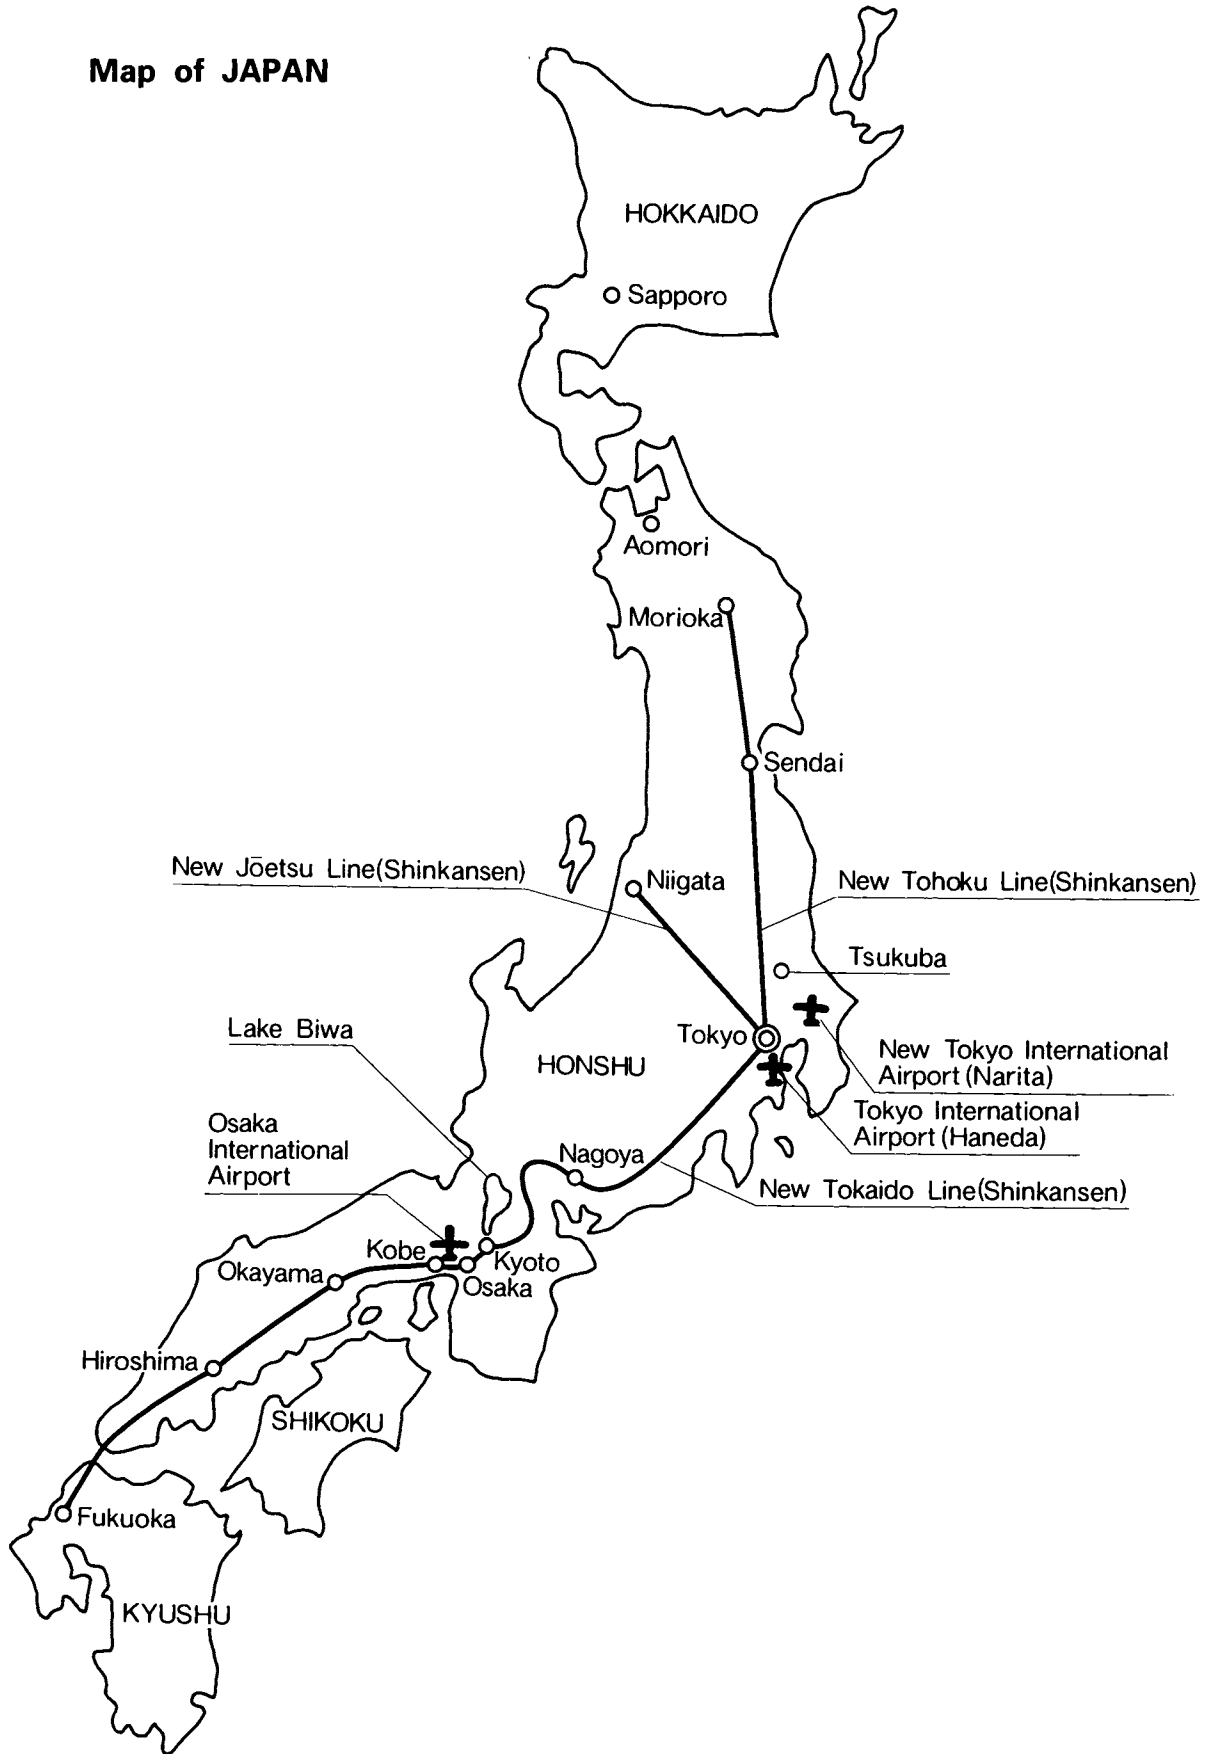 Map of JAPAN
HOKKAIDO
Sapporo
Aomori
Morioka
Sendai
New Jōetsu Line(Shinkansen)
Niigata
New Tohoku Line(Shinkansen)
Tsukuba
Lake Biwa
Tokyo
HONSHU
New Tokyo International
Airport(Narita)
Tokyo International
Airport(Haneda)
Osaka
International
Airport
Nagoya
New Tokaido Line(Shinkansen)
Kobe
Kyoto
Okayama
Osaka
Hiroshima
SHIKOKU
Fukuoka
KYUSHU